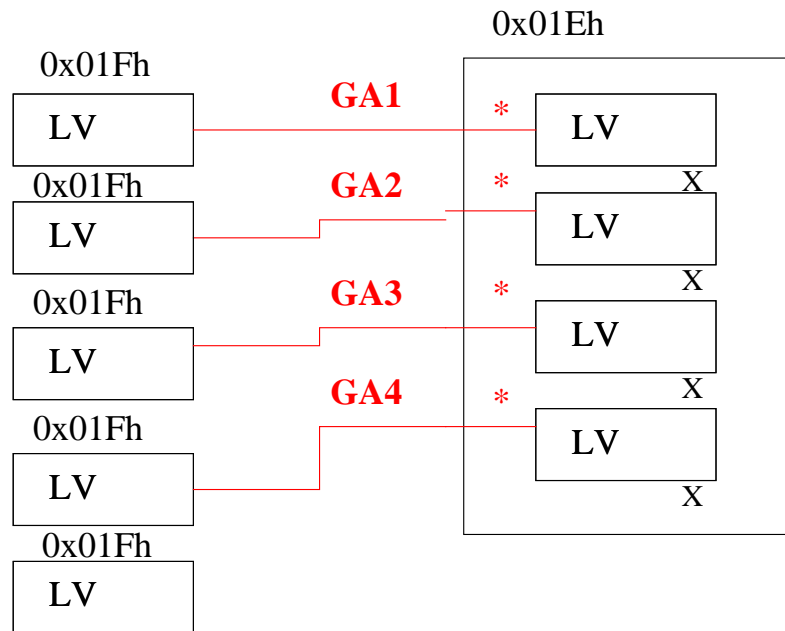 0x01Eh
0x01Fh
GA1
*
LV
LV
X
0x01Fh
GA2
*
LV
LV
X
0x01Fh
GA3
*
LV
LV
X
0x01Fh
GA4
*
LV
LV
X
0x01Fh
LV